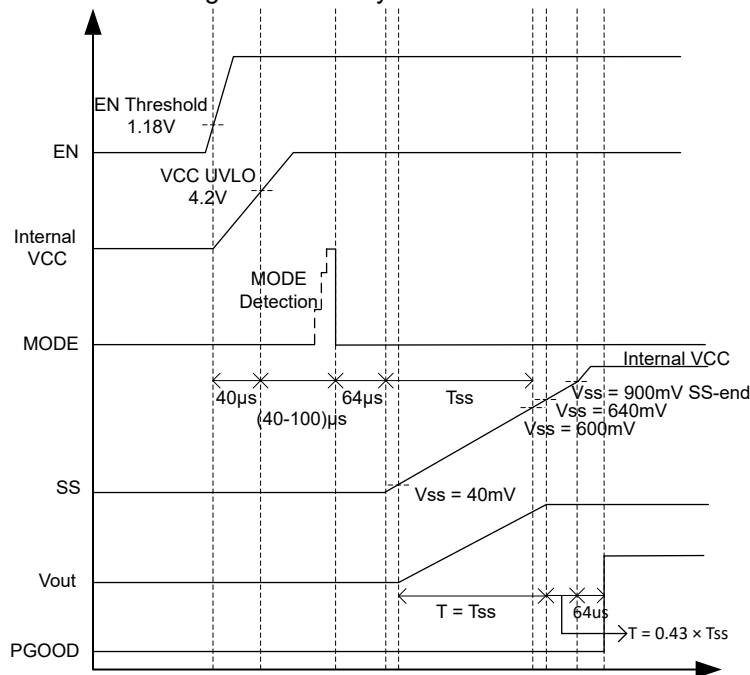 EN Threshold
1.18V
EN
VCC UVLO
4.2V
Internal
VCC
MODE
Detection
MODE
Internal VCC
40µs
(40-100)µs
64µs
Tss
Vss = 900mV SS-end
Vss = 640mV
Vss = 600mV
SS
Vss = 40mV
Vout
T = Tss
64us
T = 0.43 × Tss
PGOOD